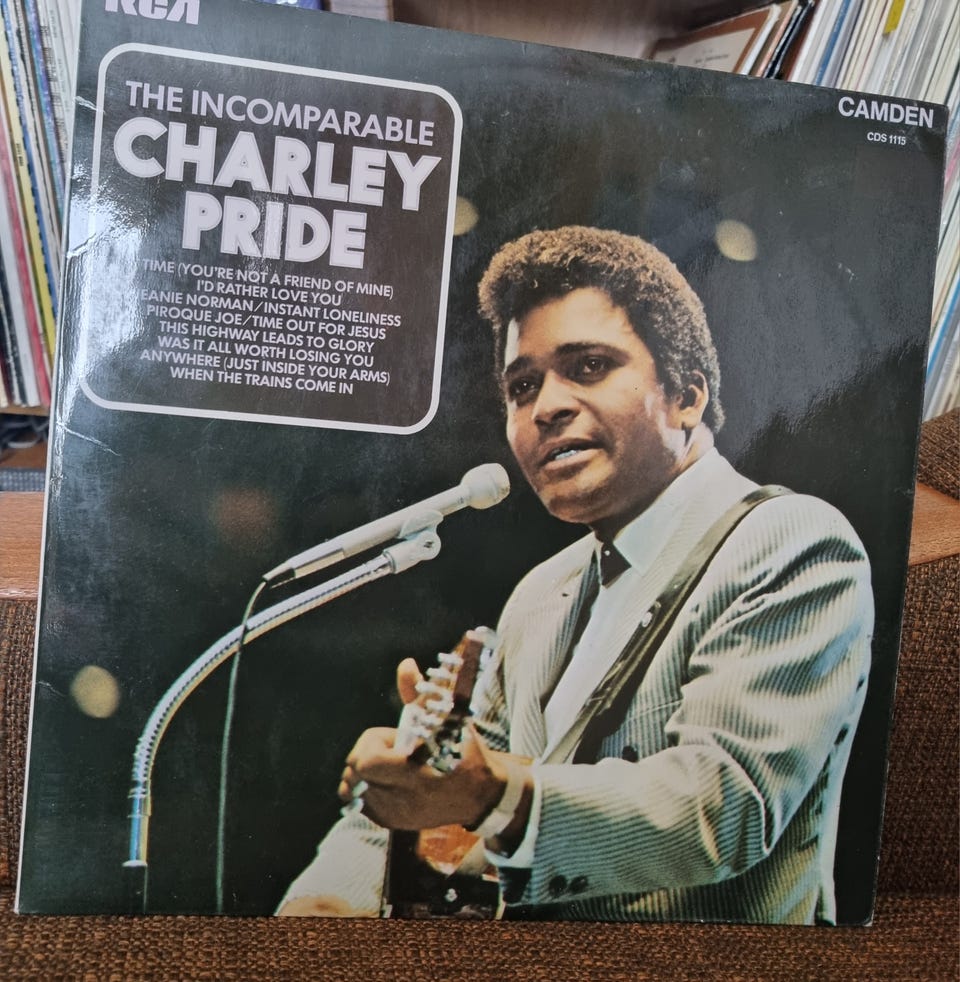 RCA
CAMDEN
CDS 1115
THE INCOMPARABLE
CHARLEY
PRIDE
TIME (YOU'RE NOT A FRIEND OF MINE)
I'D RATHER LOVE YOU
EANIE NORMAN/INSTANT LONELINESS
PIROQUE JOE/TIME OUT FOR JESUS
THIS HIGHWAY LEADS TO GLORY
WAS IT ALL WORTH LOSING YOU
ANYWHERE (JUST INSIDE YOUR ARMS)
WHEN THE TRAINS COME IN